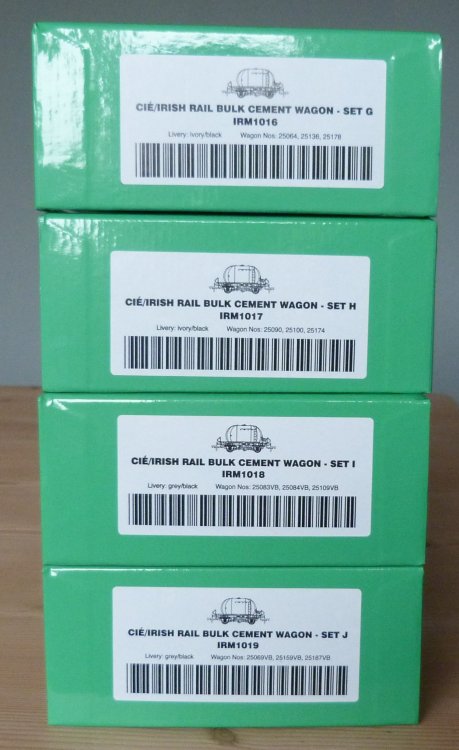 CIÉ/IRISH RAIL BULK CEMENT WAGON - SET G
IRM1016
Livery: ivory/black Wagon Nos: 25064, 25136, 25178
CIÉ/IRISH RAIL BULK CEMENT WAGON - SET H
IRM1017
Livery: ivory/black Wagon Nos: 25090, 25100, 25174
CIÉ/IRISH RAIL BULK CEMENT WAGON - SET I
IRM1018
Livery: grey/black Wagon Nos: 25083VB, 25084VB, 25109VB
CIÉ/IRISH RAIL BULK CEMENT WAGON - SET J
IRM1019
Livery: grey/black Wagon Nos: 25069VB, 25159VB, 25187VB